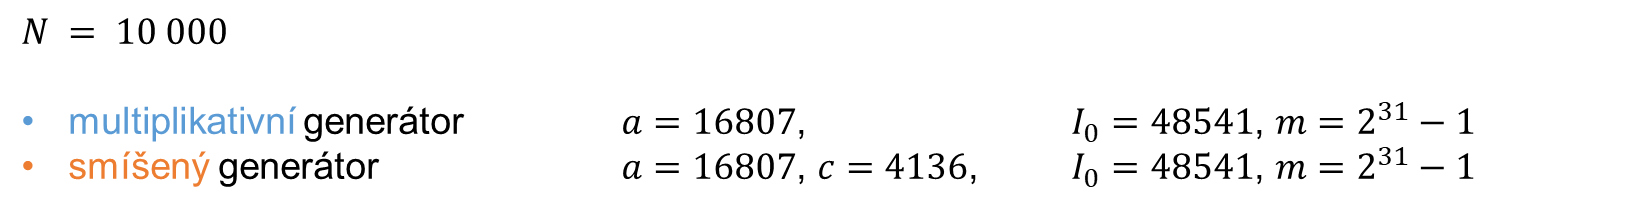 N = 10 000
• multiplikativní generátor a = 16807, I₀ = 48541, m = 2³¹ − 1
• smíšený generátor a = 16807, c = 4136, I₀ = 48541, m = 2³¹ − 1